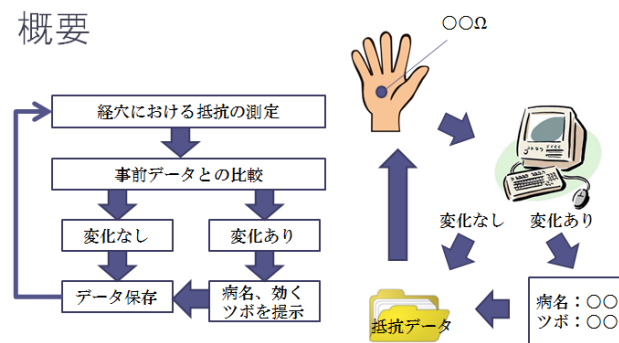 概要
経穴における抵抗の測定
事前データとの比較
変化なし
変化あり
データ保存
病名、効く
ツボを提示
○○Ω
変化なし
変化あり
抵抗データ
病名：○○
ツボ：○○